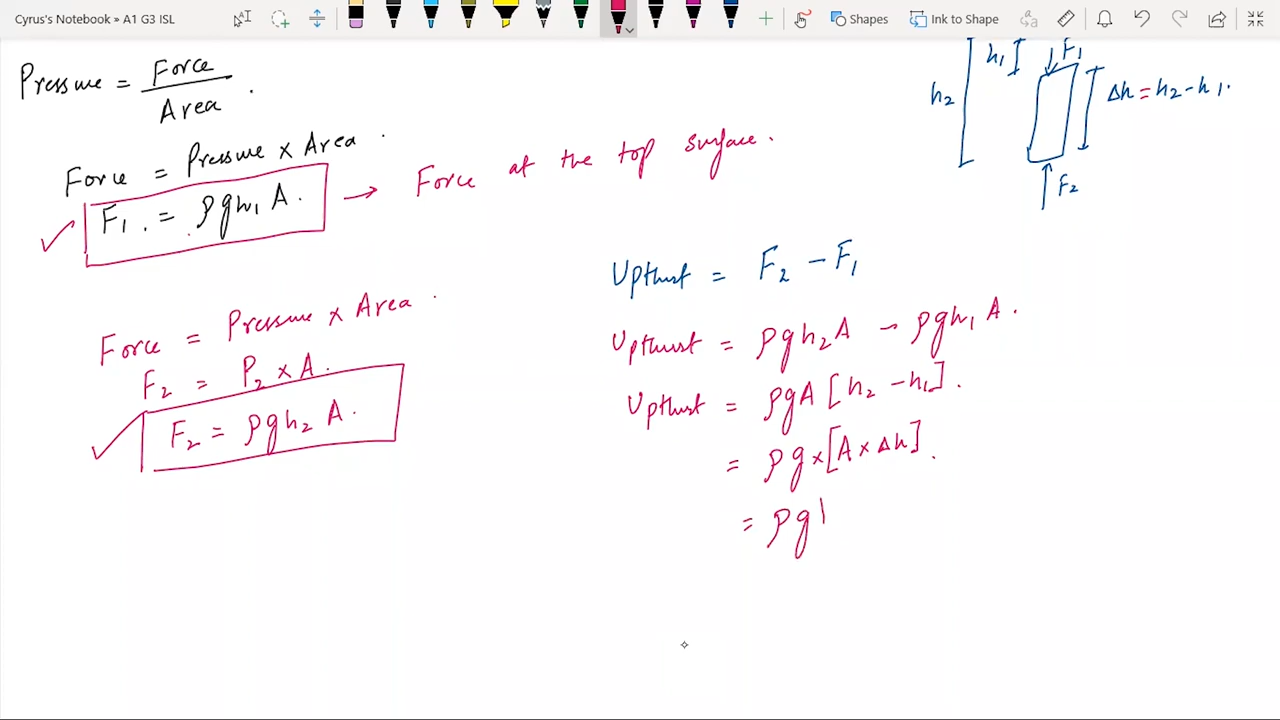 Cyrus's Notebook » A1 G3 ISL
Shapes
Ink to Shape
Pressure = Force / Area .
Force = Pressure x Area .
F1 . = ρgh1 A . → Force at the top surface .
Force = Pressure x Area .
F2 = P2 x A .
F2 = ρgh2 A .
h2 h1 F1 Δh = h2 - h1 .
F2
Upthust = F2 - F1
Upthrust = ρgh2A - ρgh1 A .
Upthust = ρgA [h2 - h1] .
= ρg x [A x Δh] .
= ρg